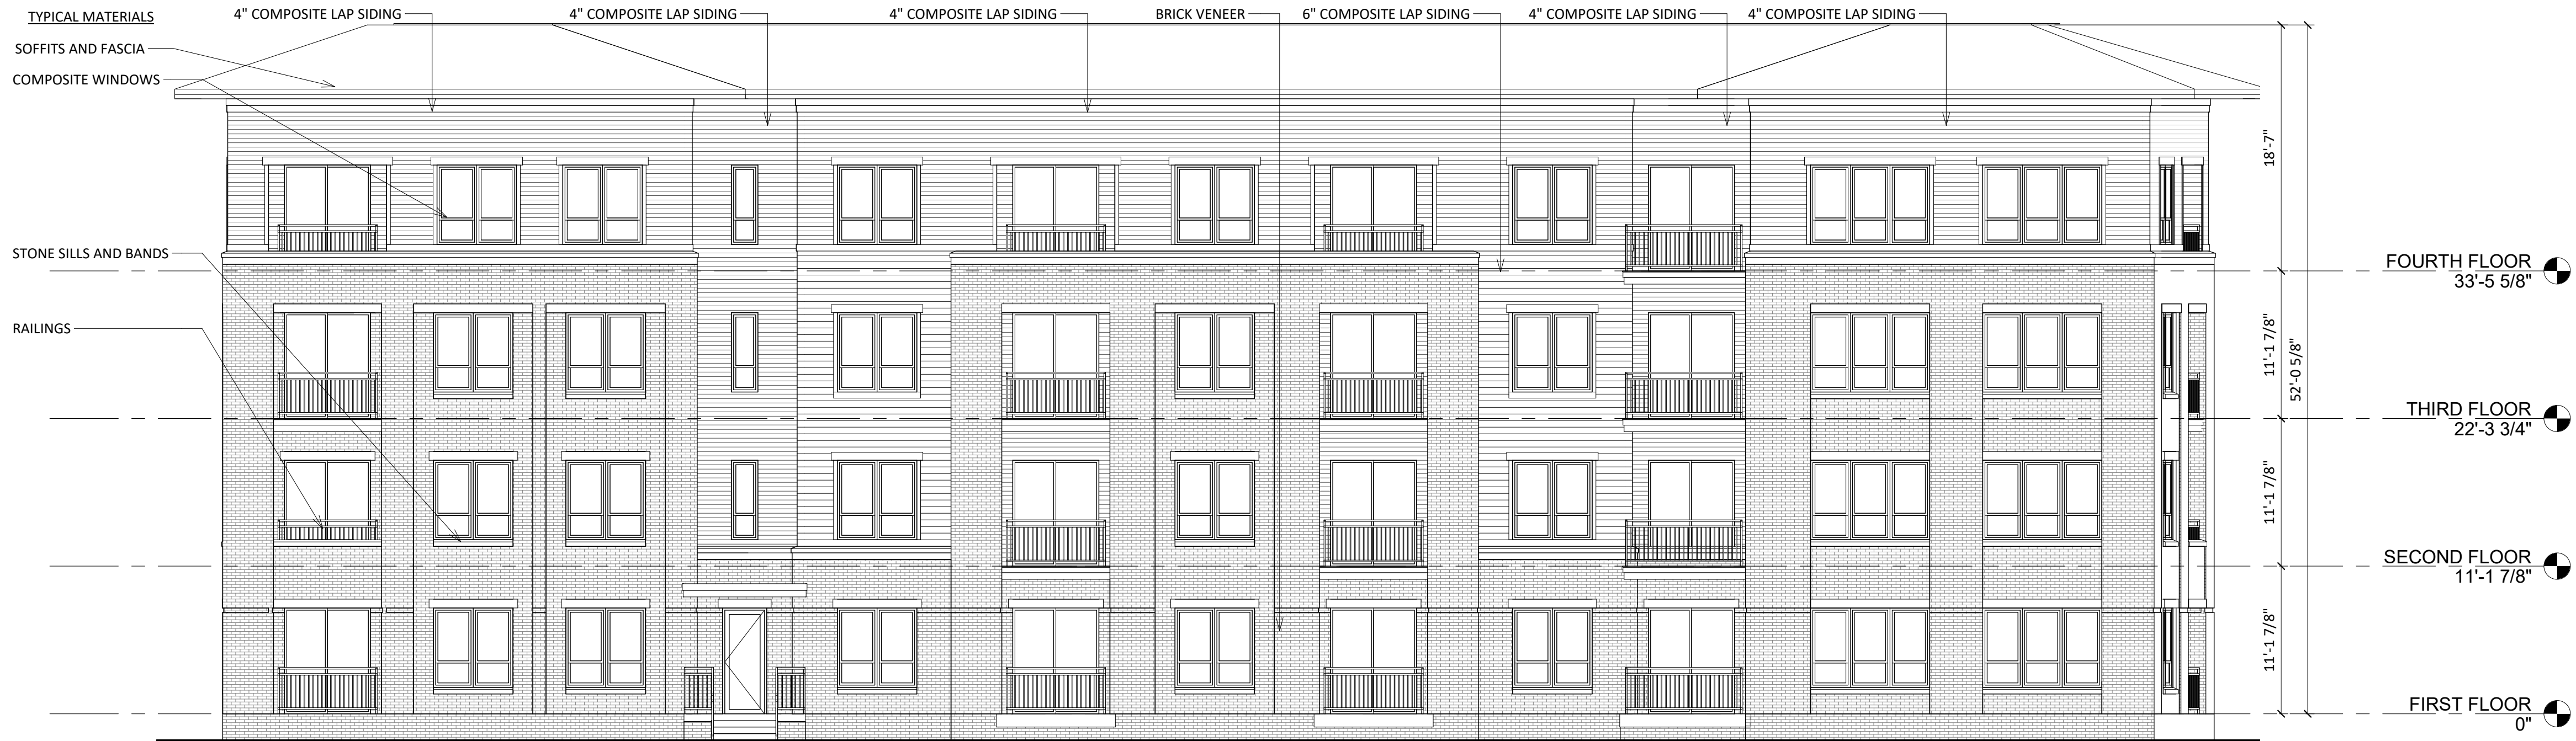 TYPICAL MATERIALS
4" COMPOSITE LAP SIDING
4" COMPOSITE LAP SIDING
4" COMPOSITE LAP SIDING
BRICK VENEER
6" COMPOSITE LAP SIDING
4" COMPOSITE LAP SIDING
4" COMPOSITE LAP SIDING
SOFFITS AND FASCIA
COMPOSITE WINDOWS
STONE SILLS AND BANDS
RAILINGS
18'-7"
11'-1 7/8"
11'-1 7/8"
11'-1 7/8"
52'-0 5/8"
FOURTH FLOOR
33'-5 5/8"
THIRD FLOOR
22'-3 3/4"
SECOND FLOOR
11'-1 7/8"
FIRST FLOOR
0"